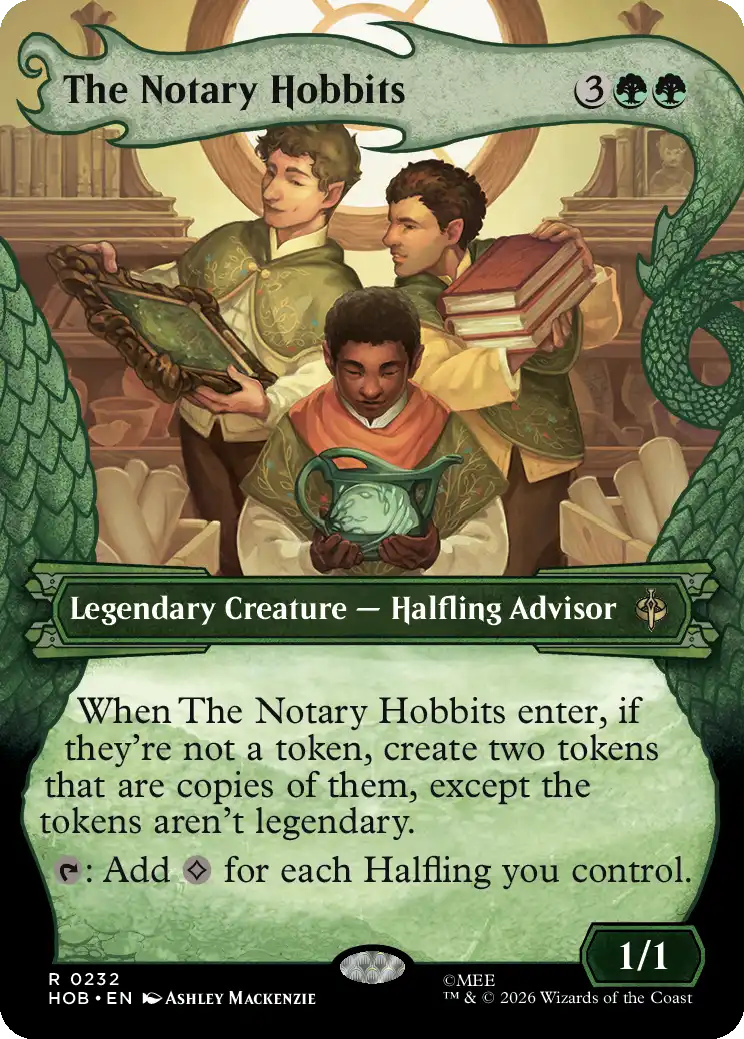 The Notary Hobbits 3
Legendary Creature — Halfling Advisor
When The Notary Hobbits enter, if
they're not a token, create two tokens
that are copies of them, except the
tokens aren't legendary.
: Add for each Halfling you control.
1/1
R 0232
HOB • EN Ashley Mackenzie
©MEE
™ & © 2026 Wizards of the Coast